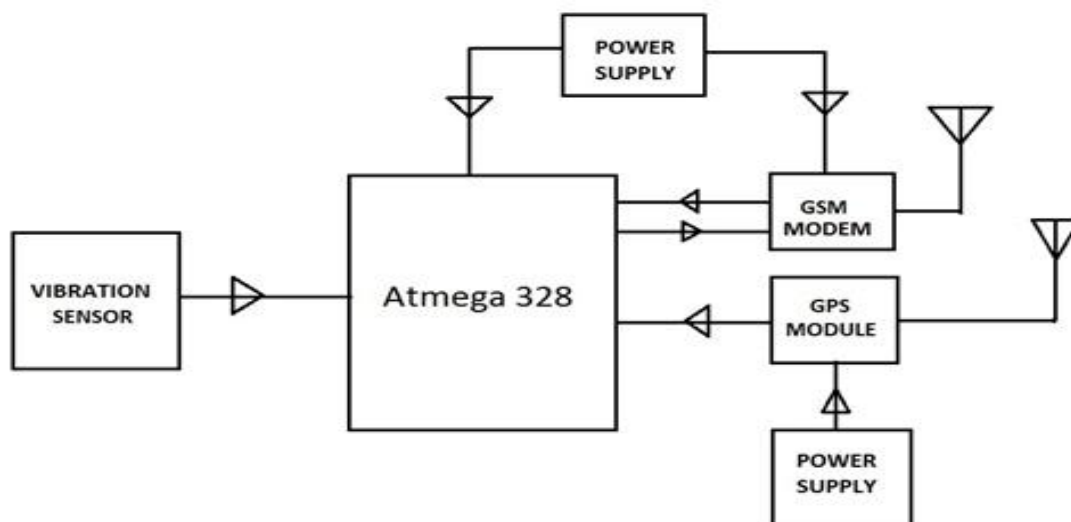 POWER
SUPPLY
GSM
MODEM
VIBRATION
SENSOR
Atmega 328
GPS
MODULE
POWER
SUPPLY